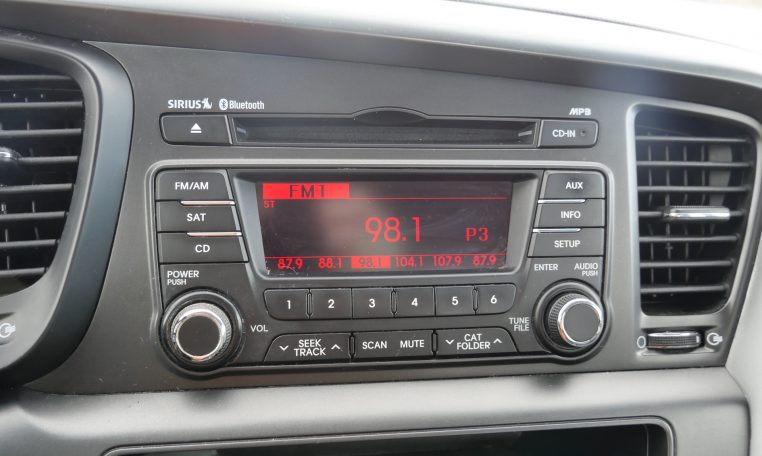 SIRIUS Bluetooth
MP3
CD-IN
FM/AM
SAT
CD
FM1
ST
98.1 P3
87.9 88.1 98.1 104.1 107.9 87.9
AUX
INFO
SETUP
POWER
PUSH
VOL
1 2 3 4 5 6
ENTER
AUDIO
PUSH
TUNE
FILE
SEEK
TRACK
SCAN MUTE
CAT
FOLDER